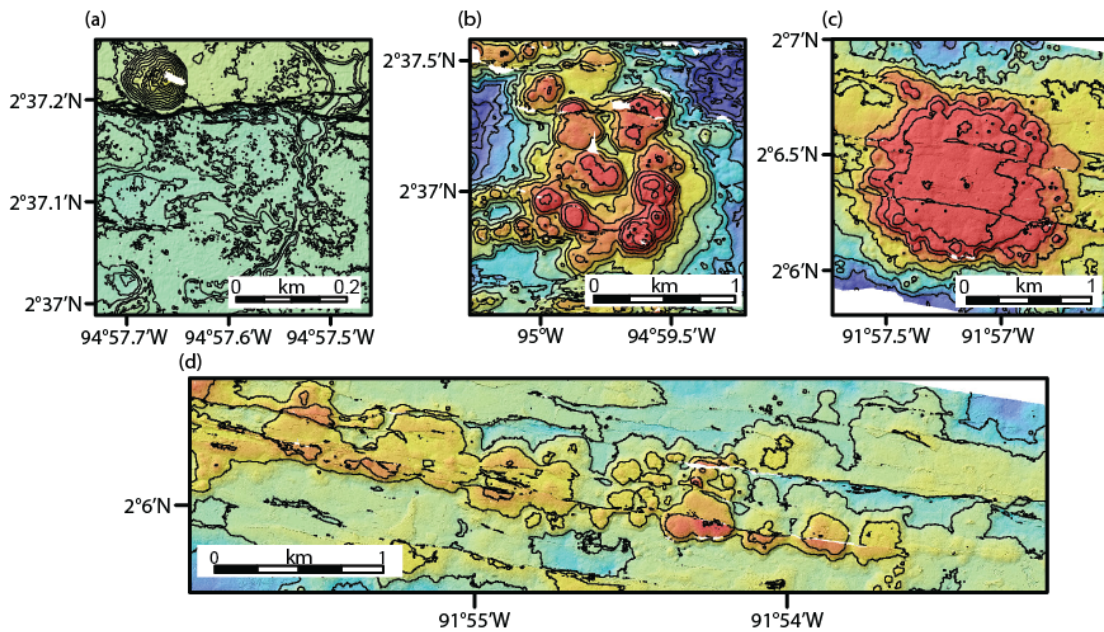 (a)
2°37.2'N
2°37.1'N
2°37'N
km
0 0.2
94°57.7'W 94°57.6'W 94°57.5'W
(b)
2°37.5'N
2°37'N
km
0 1
95°W 94°59.5'W
(c)
2°7'N
2°6.5'N
2°6'N
km
0 1
91°57.5'W 91°57'W
(d)
2°6'N
km
0 1
91°55'W 91°54'W